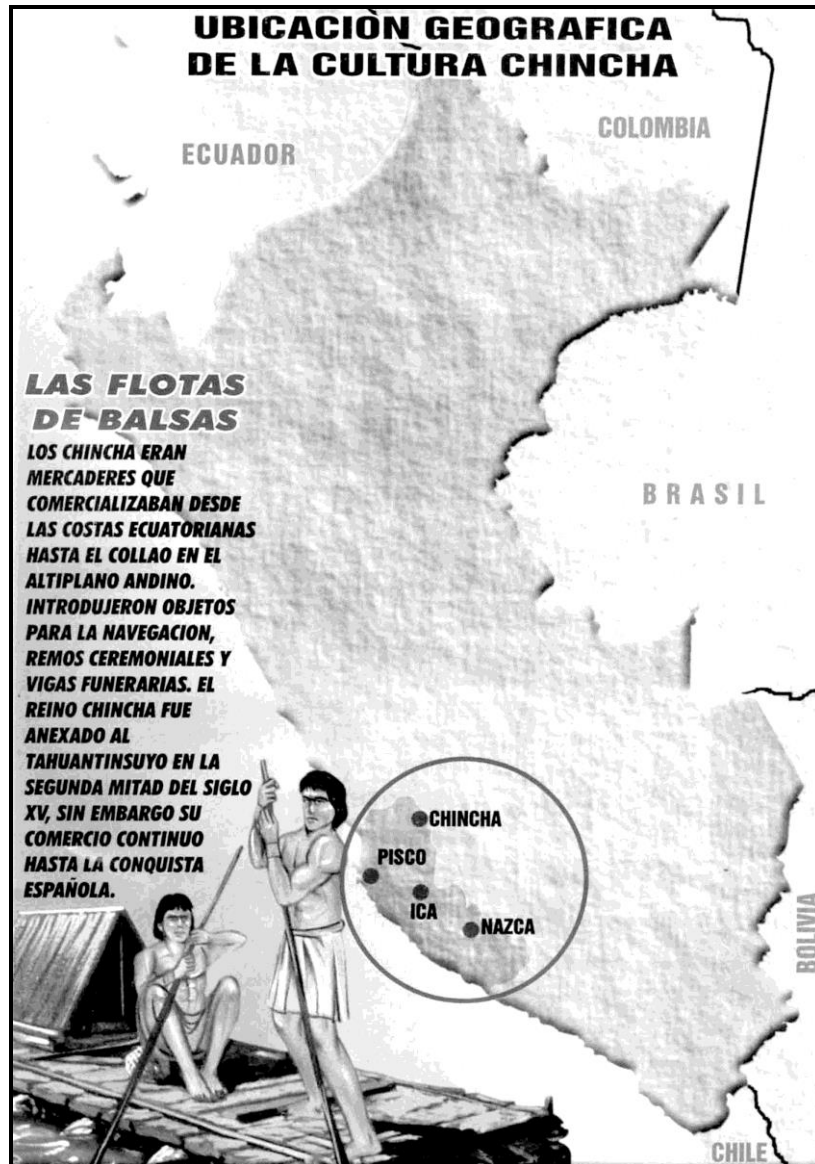 UBICACION GEOGRAFICA
DE LA CULTURA CHINCHA
ECUADOR
COLOMBIA
LAS FLOTAS
DE BALSAS
LOS CHINCHA ERAN
MERCADERES QUE
COMERCIALIZABAN DESDE
LAS COSTAS ECUATORIANAS
HASTA EL COLLAO EN EL
ALTIPLANO ANDINO.
INTRODUJERON OBJETOS
PARA LA NAVEGACION,
REMOS CEREMONIALES Y
VIGAS FUNERARIAS. EL
REINO CHINCHA FUE
ANEXADO AL
TAHUANTINSUYO EN LA
SEGUNDA MITAD DEL SIGLO
XV, SIN EMBARGO SU
COMERCIO CONTINUO
HASTA LA CONQUISTA
ESPAÑOLA.
BRASIL
CHINCHA
PISCO
ICA
NAZCA
BOLIVIA
CHILE